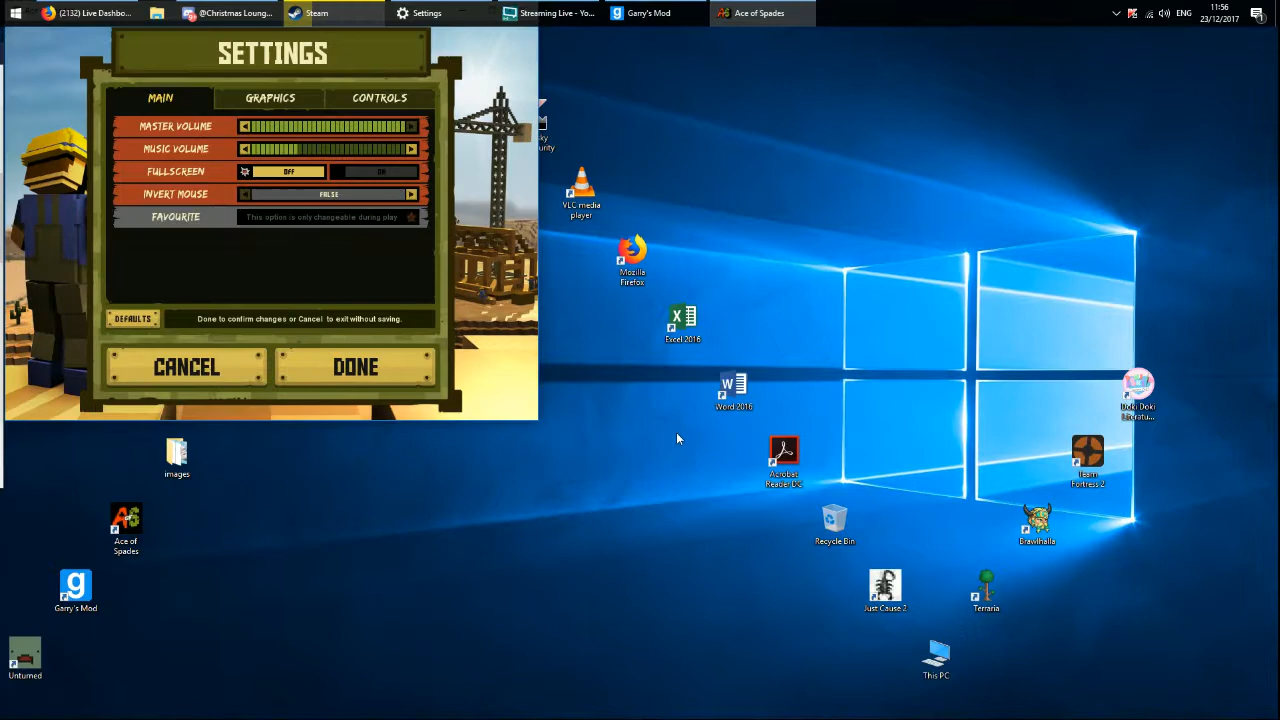 (2132) Live Dashbo...
@Christmas Loung...
Steam
Settings
Streaming Live - Yo...
Garry's Mod
Ace of Spades
ENG
11:56
23/12/2017
SETTINGS
MAIN
GRAPHICS
CONTROLS
MASTER VOLUME
MUSIC VOLUME
FULLSCREEN
OFF
ON
INVERT MOUSE
FALSE
FAVOURITE
This option is only changeable during play
DEFAULTS
Done to confirm changes or Cancel to exit without saving.
CANCEL
DONE
VLC media
player
Mozilla
Firefox
Excel 2016
Word 2016
Acrobat
Reader DC
Recycle Bin
Just Cause 2
This PC
Terraria
Brawlhalla
Team
Fortress 2
Doki Doki
Literatu...
images
Ace of
Spades
Garry's Mod
Unturned